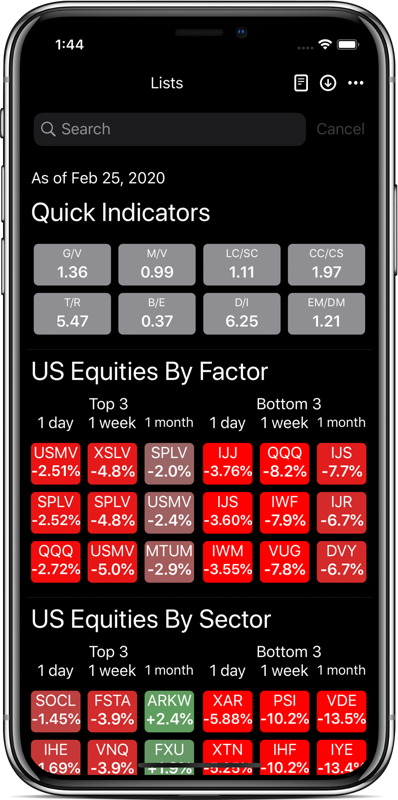 1:44
Lists
Search Cancel
As of Feb 25, 2020
Quick Indicators
G/V M/V LC/SC CC/CS
1.36 0.99 1.11 1.97
T/R B/E D/I EM/DM
5.47 0.37 6.25 1.21
US Equities By Factor
Top 3 Bottom 3
1 day 1 week 1 month 1 day 1 week 1 month
USMV XSLV SPLV IJJ QQQ IJS
-2.51% -4.8% -2.0% -3.76% -8.2% -7.7%
SPLV SPLV USMV IJS IWF IJR
-2.52% -4.8% -2.4% -3.60% -7.9% -6.7%
QQQ USMV MTUM IWM VUG DVY
-2.72% -5.0% -2.9% -3.55% -7.8% -6.7%
US Equities By Sector
Top 3 Bottom 3
1 day 1 week 1 month 1 day 1 week 1 month
SOCL FSTA ARKW XAR PSI VDE
-1.45% -3.9% +2.4% -5.88% -10.2% -13.5%
IHE VNQ FXU XTN IHF IYE
-1.69% -3.9% +1.9% -5.25% -10.2% -13.4%